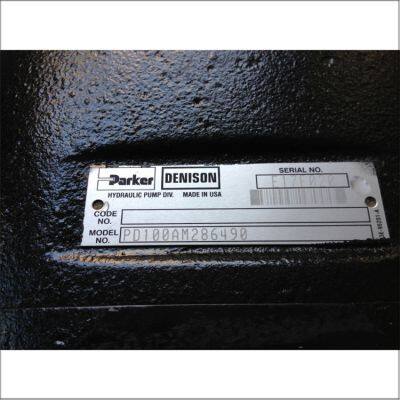 Parker DENISON
HYDRAULIC PUMP DIV. MADE IN USA
SERIAL NO.
CODE NO.
MODEL NO. PD100AM286490